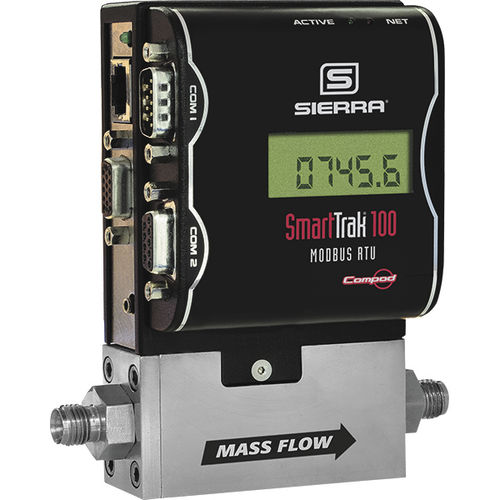 ACTIVE NET
COM 1
S
SIERRA®
0745.6
SmartTrak® 100
MODBUS RTU
COM 2
Compod
MASS FLOW